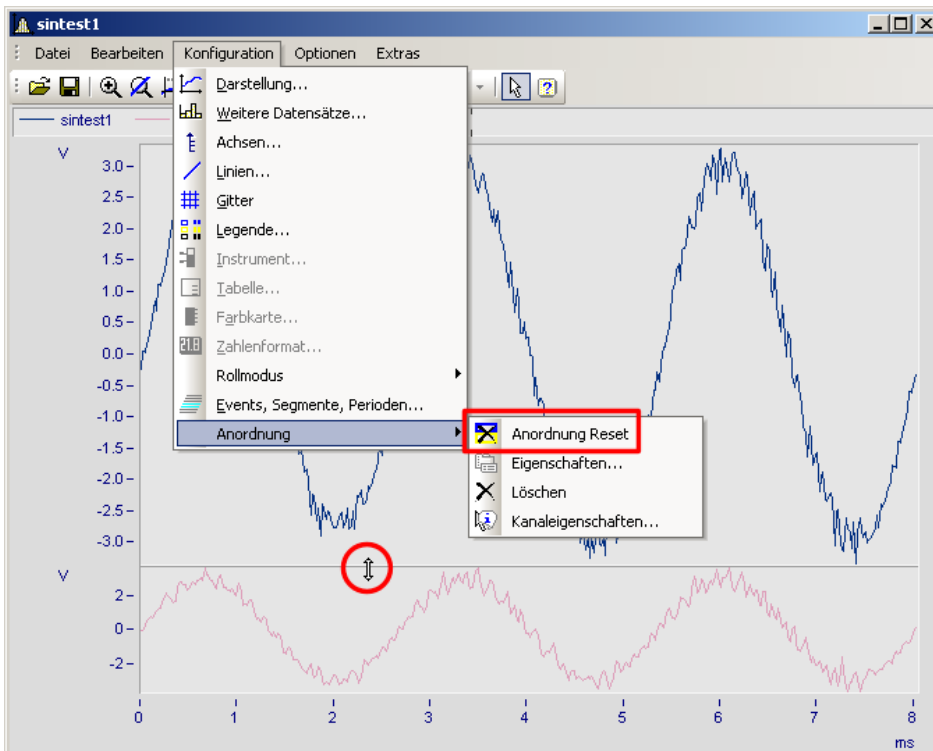 sintest1
Datei Bearbeiten Konfiguration Optionen Extras
sintest1
Darstellung...
Weitere Datensätze...
Achsen...
Linien...
Gitter
Legende...
Instrument...
Tabelle...
Farbkarte...
21.8 Zahlenformat...
Rollmodus
Events, Segmente, Perioden...
Anordnung
Anordnung Reset
Eigenschaften...
Löschen
Kanaleigenschaften...
V
3.0
2.5
2.0
1.5
1.0
0.5
0.0
-0.5
-1.0
-1.5
-2.0
-2.5
-3.0
V
2
0
-2
0 1 2 3 4 5 6 7 8
ms